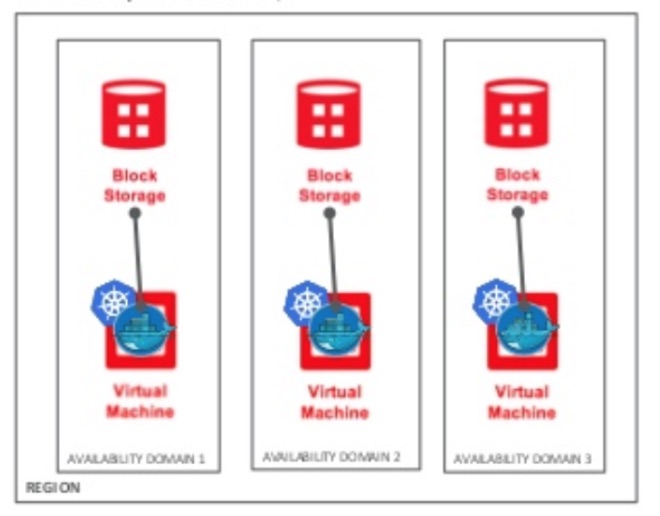 Block
Storage
Virtual
Machine
AVAILABILITY DOMAIN 1
Block
Storage
Virtual
Machine
AVAILABILITY DOMAIN 2
Block
Storage
Virtual
Machine
AVAILABILITY DOMAIN 3
REGION